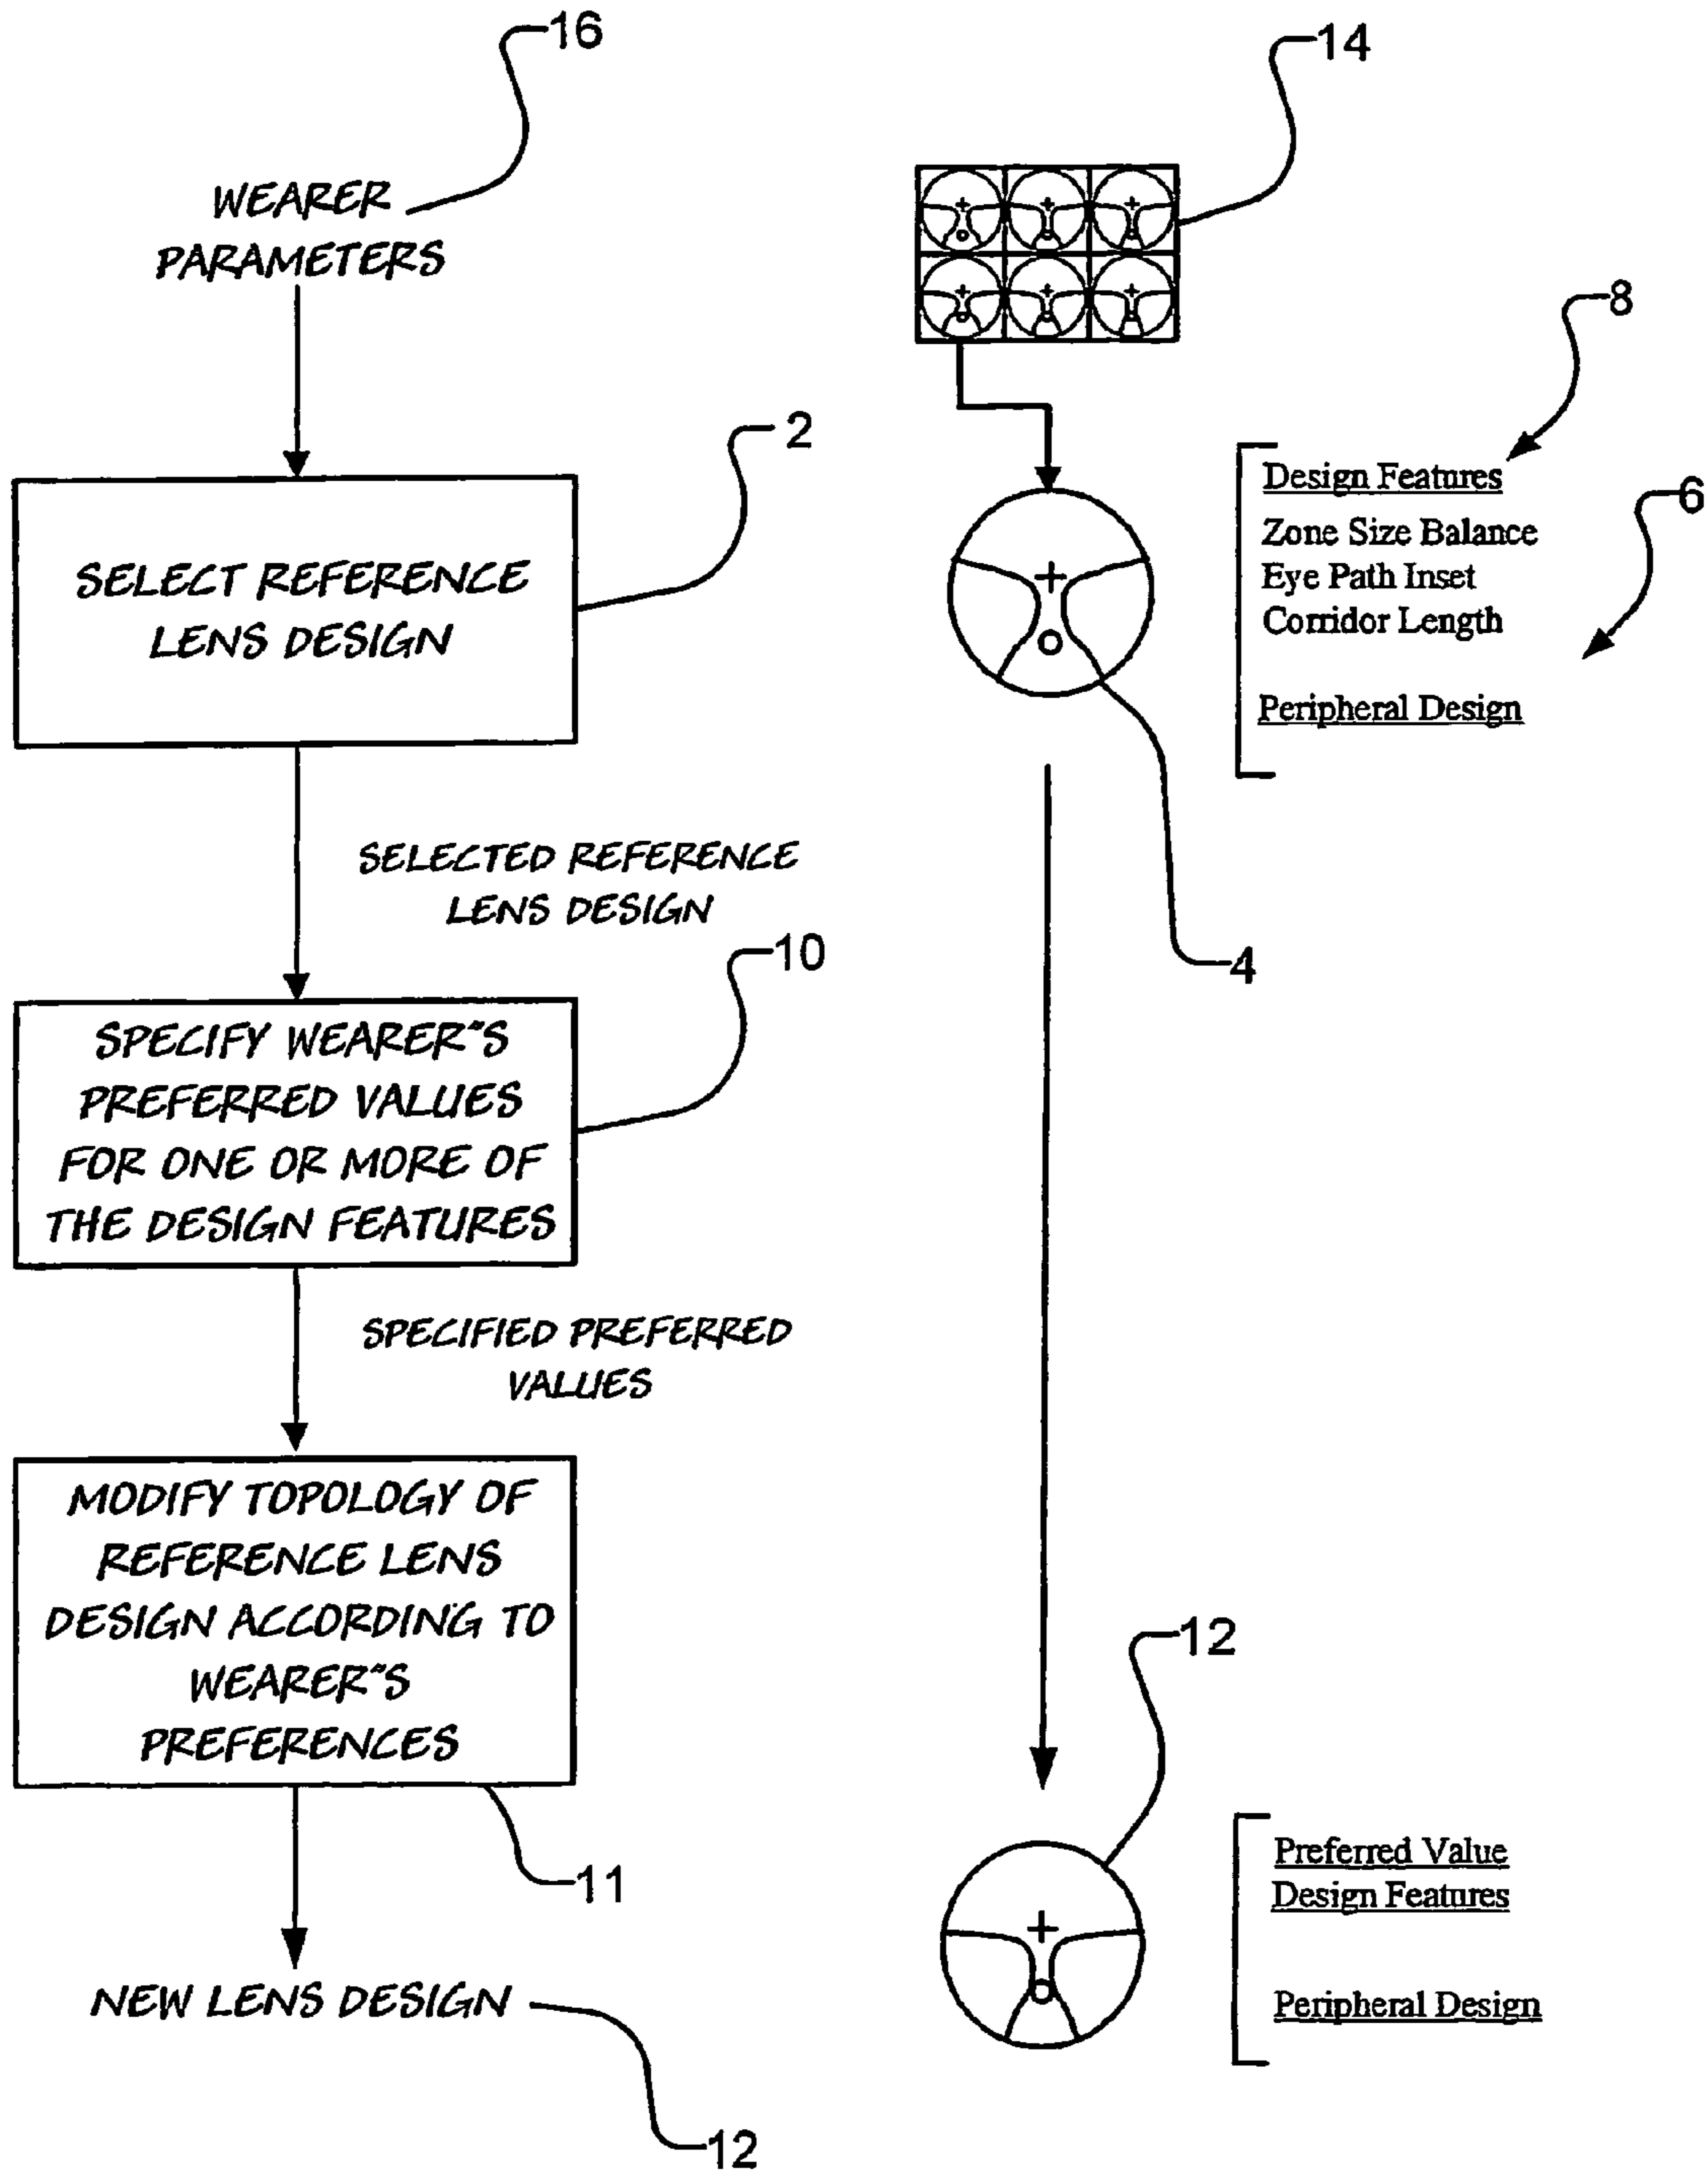 16
WEARER
PARAMETERS
14
8
2
SELECT REFERENCE
LENS DESIGN
Design Features
Zone Size Balance
Eye Path Inset
Corridor Length
6
Peripheral Design
SELECTED REFERENCE
LENS DESIGN
4
10
SPECIFY WEARER"S
PREFERRED VALUES
FOR ONE OR MORE OF
THE DESIGN FEATURES
SPECIFIED PREFERRED
VALUES
MODIFY TOPOLOGY OF
REFERENCE LENS
DESIGN ACCORDING TO
WEARER"S
PREFERENCES
11
12
Preferred Value
Design Features
Peripheral Design
NEW LENS DESIGN
12